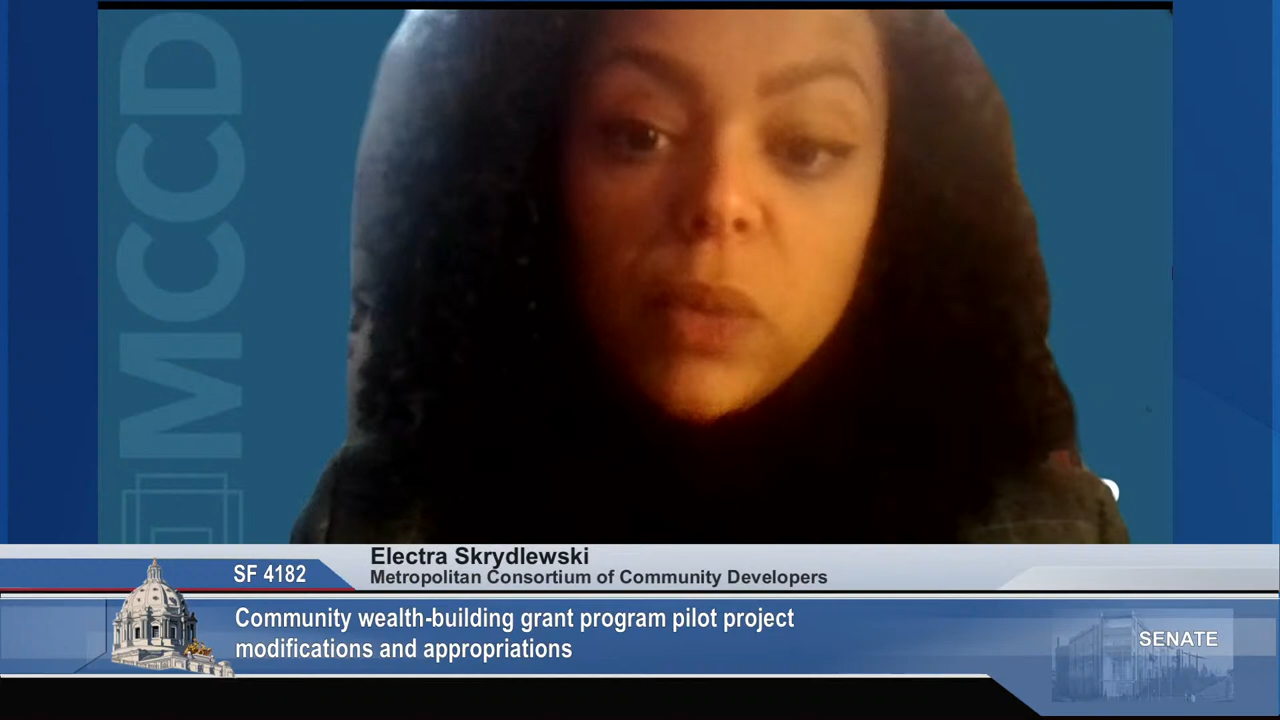 MCCD
Electra Skrydlewski
SF 4182
Metropolitan Consortium of Community Developers
Community wealth-building grant program pilot project
modifications and appropriations
SENATE